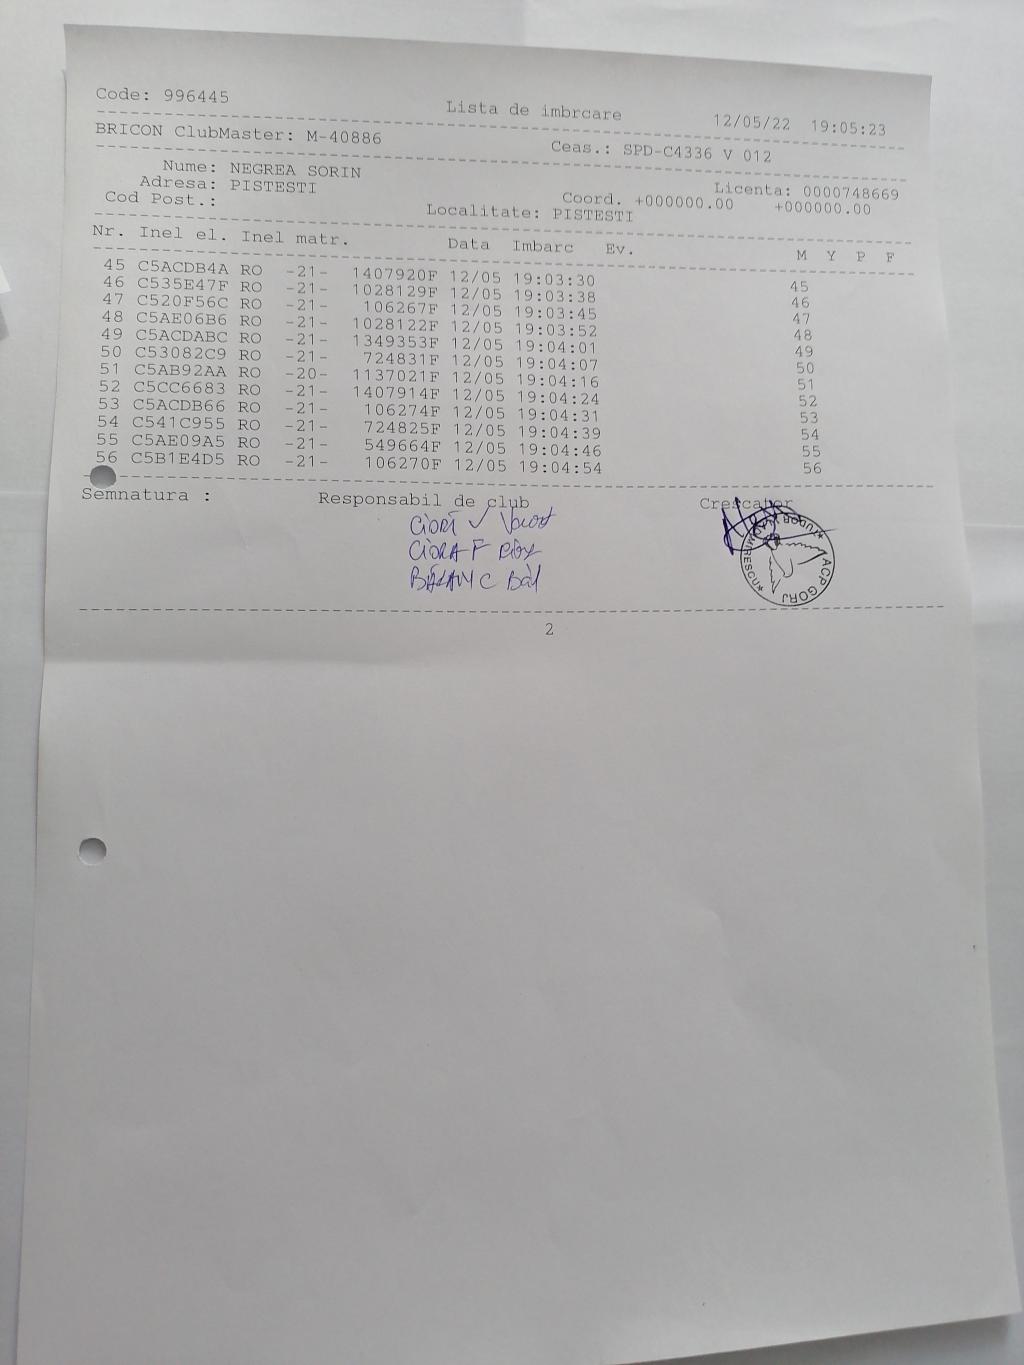 Code: 996445 Lista de imbrcare 12/05/22 19:05:23
BRICON ClubMaster: M-40886 Ceas.: SPD-C4336 V 012
Nume: NEGREA SORIN Licenta: 0000748669
Adresa: PISTESTI Coord. +000000.00 +000000.00
Cod Post.: Localitate: PISTESTI
Nr. Inel el. Inel matr. Data Imbarc Ev. M Y P F
45 C5ACDB4A RO -21- 1407920F 12/05 19:03:30 45
46 C535E47F RO -21- 1028129F 12/05 19:03:38 46
47 C520F56C RO -21- 106267F 12/05 19:03:45 47
48 C5AE06B6 RO -21- 1028122F 12/05 19:03:52 48
49 C5ACDABC RO -21- 1349353F 12/05 19:04:01 49
50 C53082C9 RO -21- 724831F 12/05 19:04:07 50
51 C5AB92AA RO -20- 1137021F 12/05 19:04:16 51
52 C5CC6683 RO -21- 1407914F 12/05 19:04:24 52
53 C5ACDB66 RO -21- 106274F 12/05 19:04:31 53
54 C541C955 RO -21- 724825F 12/05 19:04:39 54
55 C5AE09A5 RO -21- 549664F 12/05 19:04:46 55
56 C5B1E4D5 RO -21- 106270F 12/05 19:04:54 56
Semnatura : Responsabil de club Crescator
CIORA F
ACP GORJ
TUDOR VLADIMIRESCU
2